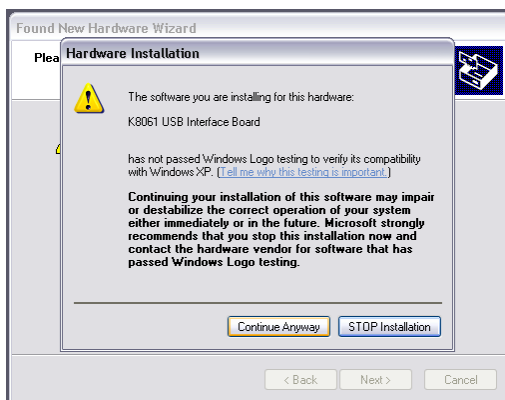 Found New Hardware Wizard
Plea
Hardware Installation
The software you are installing for this hardware:
K8061 USB Interface Board
has not passed Windows Logo testing to verify its compatibility
with Windows XP. (Tell me why this testing is important.)
Continuing your installation of this software may impair
or destabilize the correct operation of your system
either immediately or in the future. Microsoft strongly
recommends that you stop this installation now and
contact the hardware vendor for software that has
passed Windows Logo testing.
Continue Anyway STOP Installation
< Back Next > Cancel